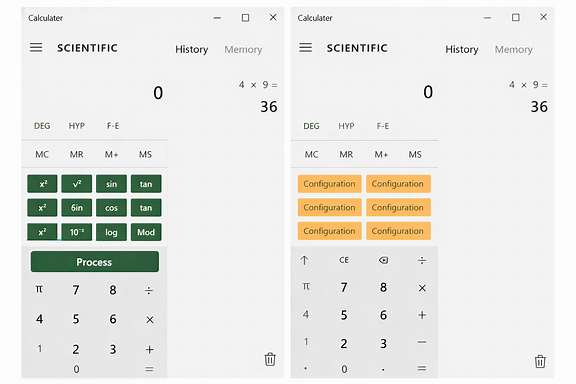 Calculater
SCIENTIFIC
History
Memory
4 × 9 =
0
36
DEG HYP F-E
MC MR M+ MS
x² √² sin tan
x² 6in cos tan
x² log Mod
Process
π 7 8 ÷
4 5 6 ×
1 2 3 +
0 =
Calculater
SCIENTIFIC
History
Memory
4 × 9 =
0
36
DEG HYP F-E
MC MR M+ MS
Configuration Configuration
Configuration Configuration
Configuration Configuration
↑ CE ⌫ ÷
π 7 8 ×
4 5 6 +
1 2 3 −
. 0 . =